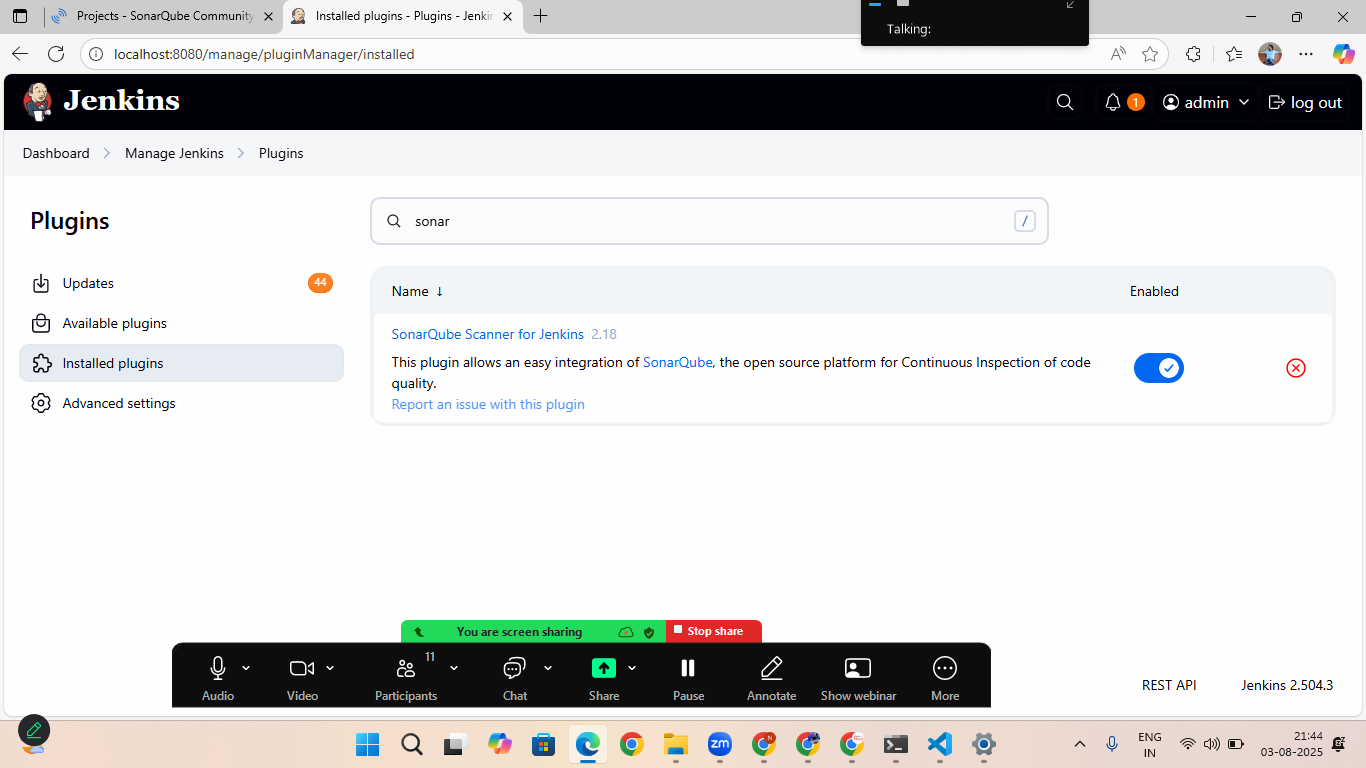 Projects - SonarQube Community
Installed plugins - Plugins - Jenkin
Talking:
localhost:8080/manage/pluginManager/installed
Jenkins
1
admin
log out
Dashboard
Manage Jenkins
Plugins
Plugins
sonar
/
Updates
44
Available plugins
Installed plugins
Advanced settings
Name ↓
Enabled
SonarQube Scanner for Jenkins 2.18
This plugin allows an easy integration of SonarQube, the open source platform for Continuous Inspection of code
quality.
Report an issue with this plugin
You are screen sharing
Stop share
11
Audio
Video
Participants
Chat
Share
Pause
Annotate
Show webinar
More
REST API
Jenkins 2.504.3
zm
N
ENG
IN
21:44
03-08-2025